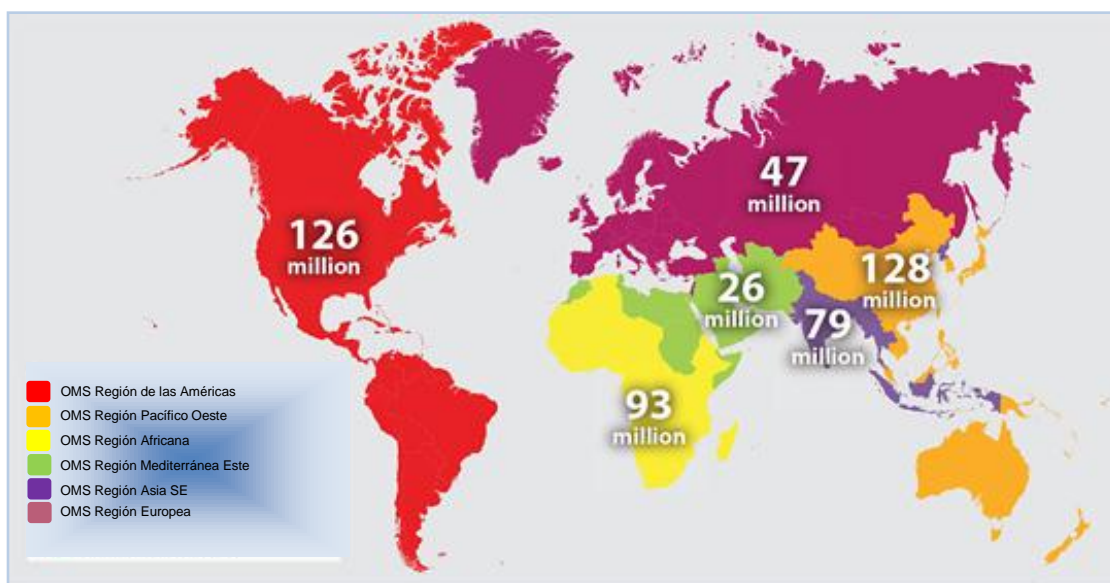 47
million
126
million
128
million
26
million
79
million
93
million
OMS Región de las Américas
OMS Región Pacífico Oeste
OMS Región Africana
OMS Región Mediterránea Este
OMS Región Asia SE
OMS Región Europea